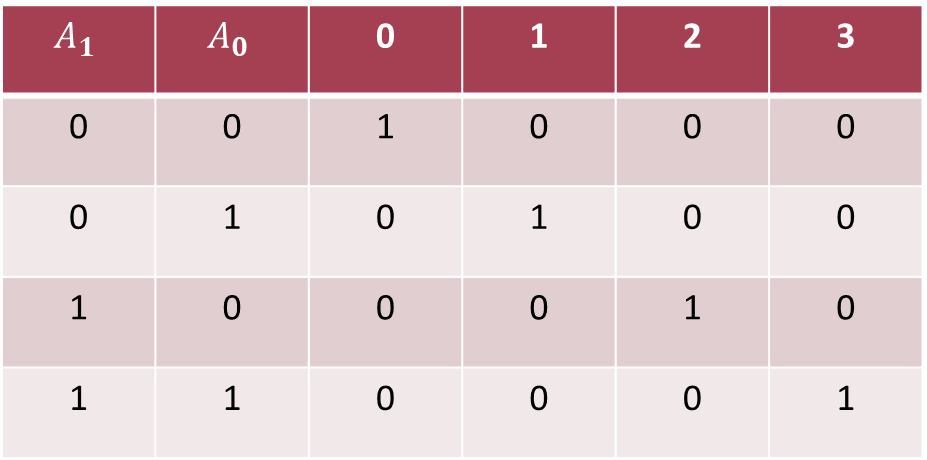 A₁ A₀ 0 1 2 3
0 0 1 0 0 0
0 1 0 1 0 0
1 0 0 0 1 0
1 1 0 0 0 1